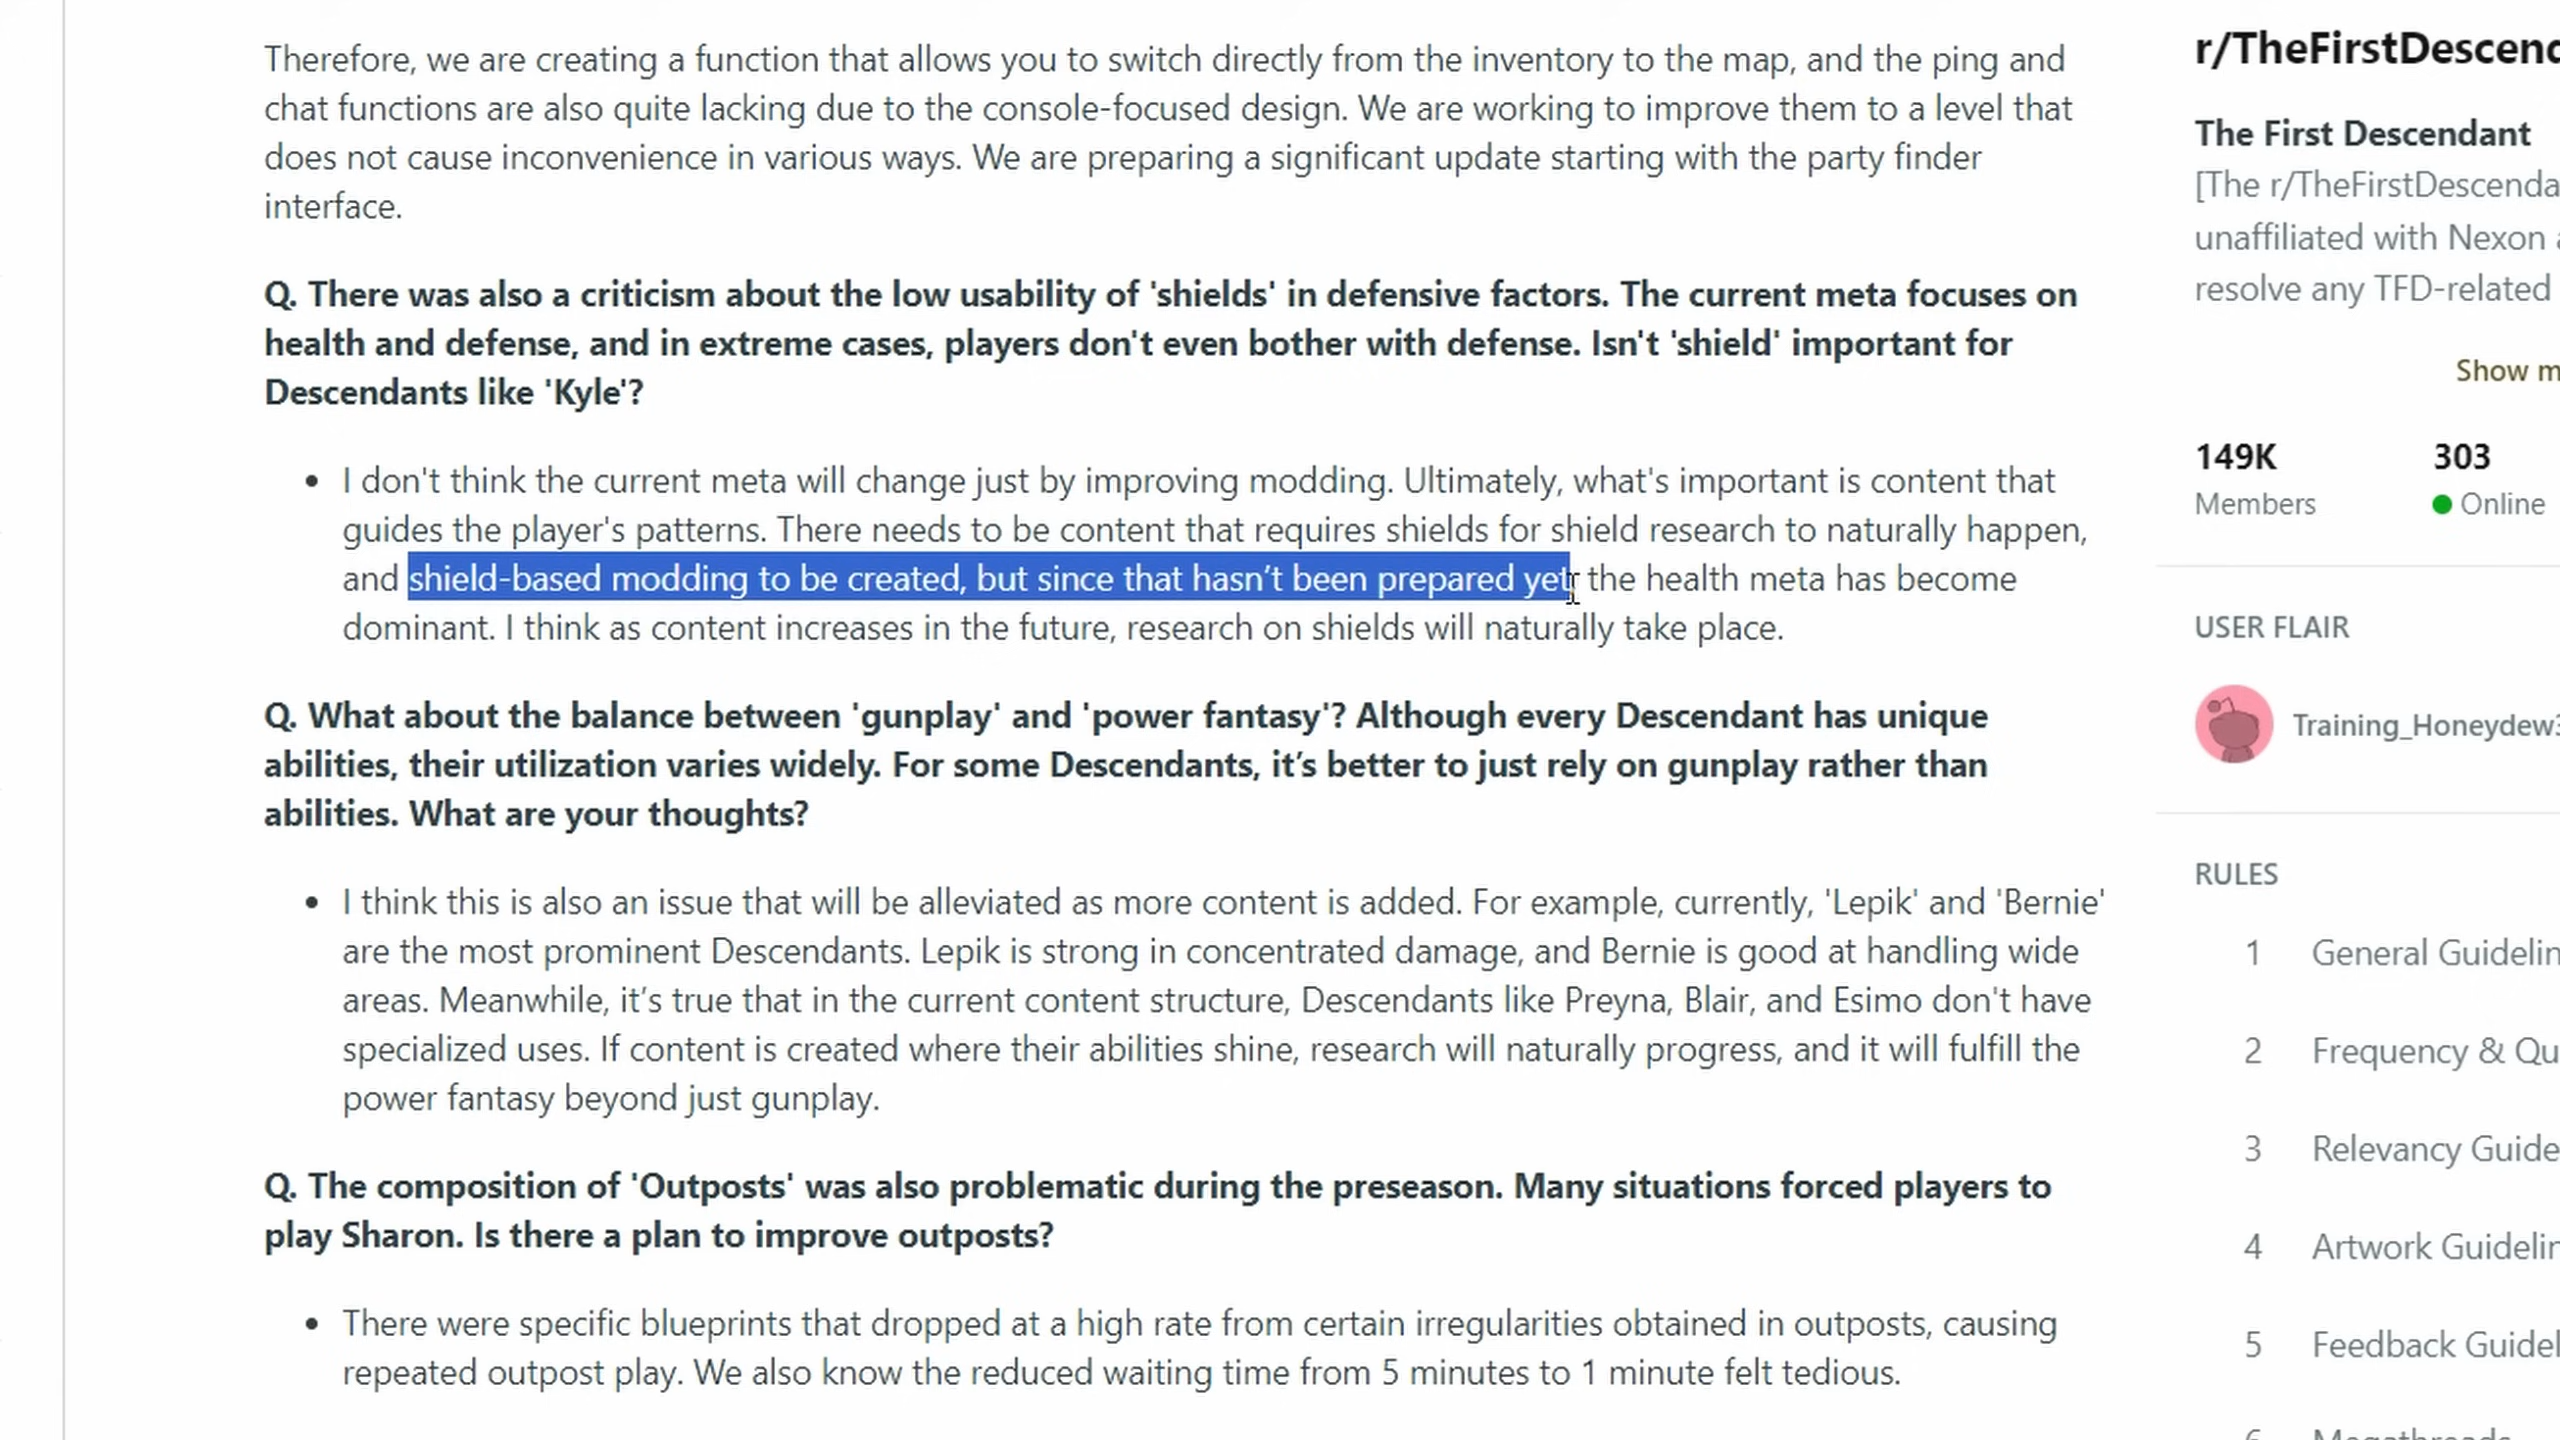 Therefore, we are creating a function that allows you to switch directly from the inventory to the map, and the ping and
chat functions are also quite lacking due to the console-focused design. We are working to improve them to a level that
does not cause inconvenience in various ways. We are preparing a significant update starting with the party finder
interface.
Q. There was also a criticism about the low usability of 'shields' in defensive factors. The current meta focuses on
health and defense, and in extreme cases, players don't even bother with defense. Isn't 'shield' important for
Descendants like 'Kyle'?
• I don't think the current meta will change just by improving modding. Ultimately, what's important is content that
guides the player's patterns. There needs to be content that requires shields for shield research to naturally happen,
and shield-based modding to be created, but since that hasn’t been prepared yet, the health meta has become
dominant. I think as content increases in the future, research on shields will naturally take place.
Q. What about the balance between 'gunplay' and 'power fantasy'? Although every Descendant has unique
abilities, their utilization varies widely. For some Descendants, it’s better to just rely on gunplay rather than
abilities. What are your thoughts?
• I think this is also an issue that will be alleviated as more content is added. For example, currently, 'Lepik' and 'Bernie'
are the most prominent Descendants. Lepik is strong in concentrated damage, and Bernie is good at handling wide
areas. Meanwhile, it’s true that in the current content structure, Descendants like Preyna, Blair, and Esimo don't have
specialized uses. If content is created where their abilities shine, research will naturally progress, and it will fulfill the
power fantasy beyond just gunplay.
Q. The composition of 'Outposts' was also problematic during the preseason. Many situations forced players to
play Sharon. Is there a plan to improve outposts?
• There were specific blueprints that dropped at a high rate from certain irregularities obtained in outposts, causing
repeated outpost play. We also know the reduced waiting time from 5 minutes to 1 minute felt tedious.
r/TheFirstDescend
The First Descendant
[The r/TheFirstDescenda
unaffiliated with Nexon
resolve any TFD-related
Show m
149K 303
Members Online
USER FLAIR
Training_Honeydew3
RULES
1 General Guidelin
2 Frequency & Qu
3 Relevancy Guide
4 Artwork Guidelin
5 Feedback Guidel